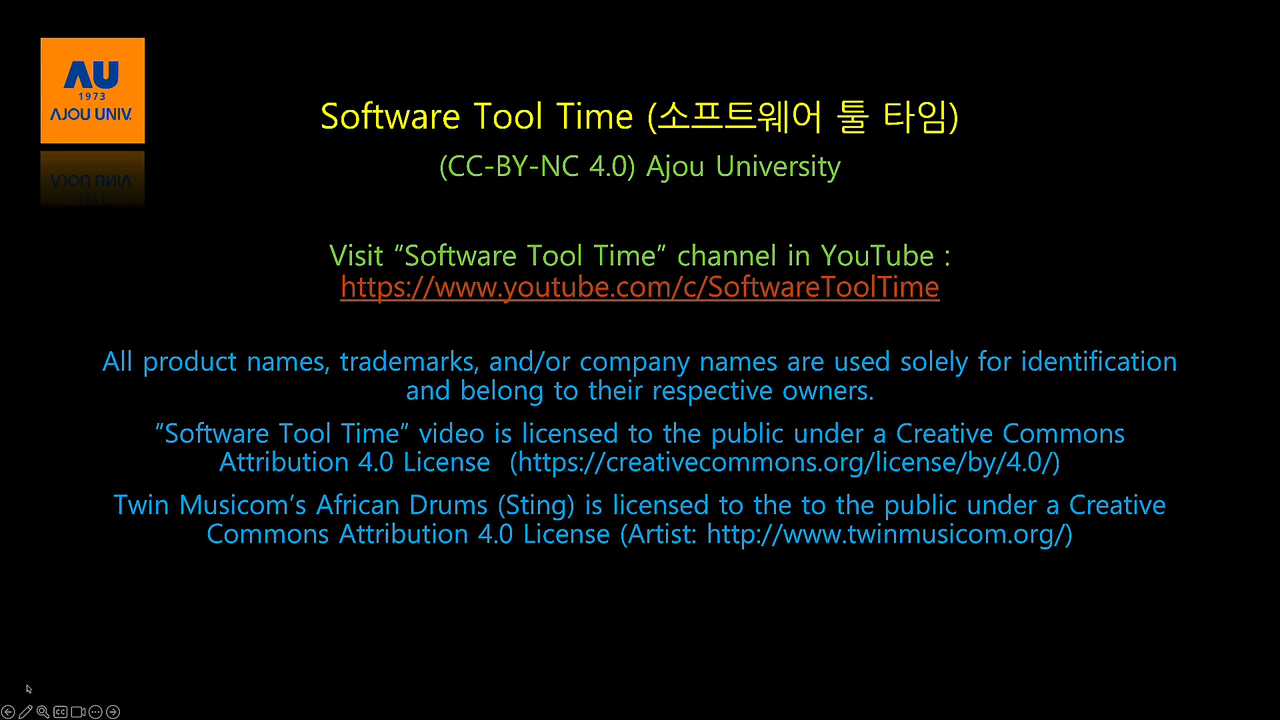 AU
1973
AJOU UNIV.
Software Tool Time (소프트웨어 툴 타임)
(CC-BY-NC 4.0) Ajou University
Visit “Software Tool Time” channel in YouTube :
https://www.youtube.com/c/SoftwareToolTime
All product names, trademarks, and/or company names are used solely for identification
and belong to their respective owners.
“Software Tool Time” video is licensed to the public under a Creative Commons
Attribution 4.0 License (https://creativecommons.org/license/by/4.0/)
Twin Musicom’s African Drums (Sting) is licensed to the to the public under a Creative
Commons Attribution 4.0 License (Artist: http://www.twinmusicom.org/)
CC